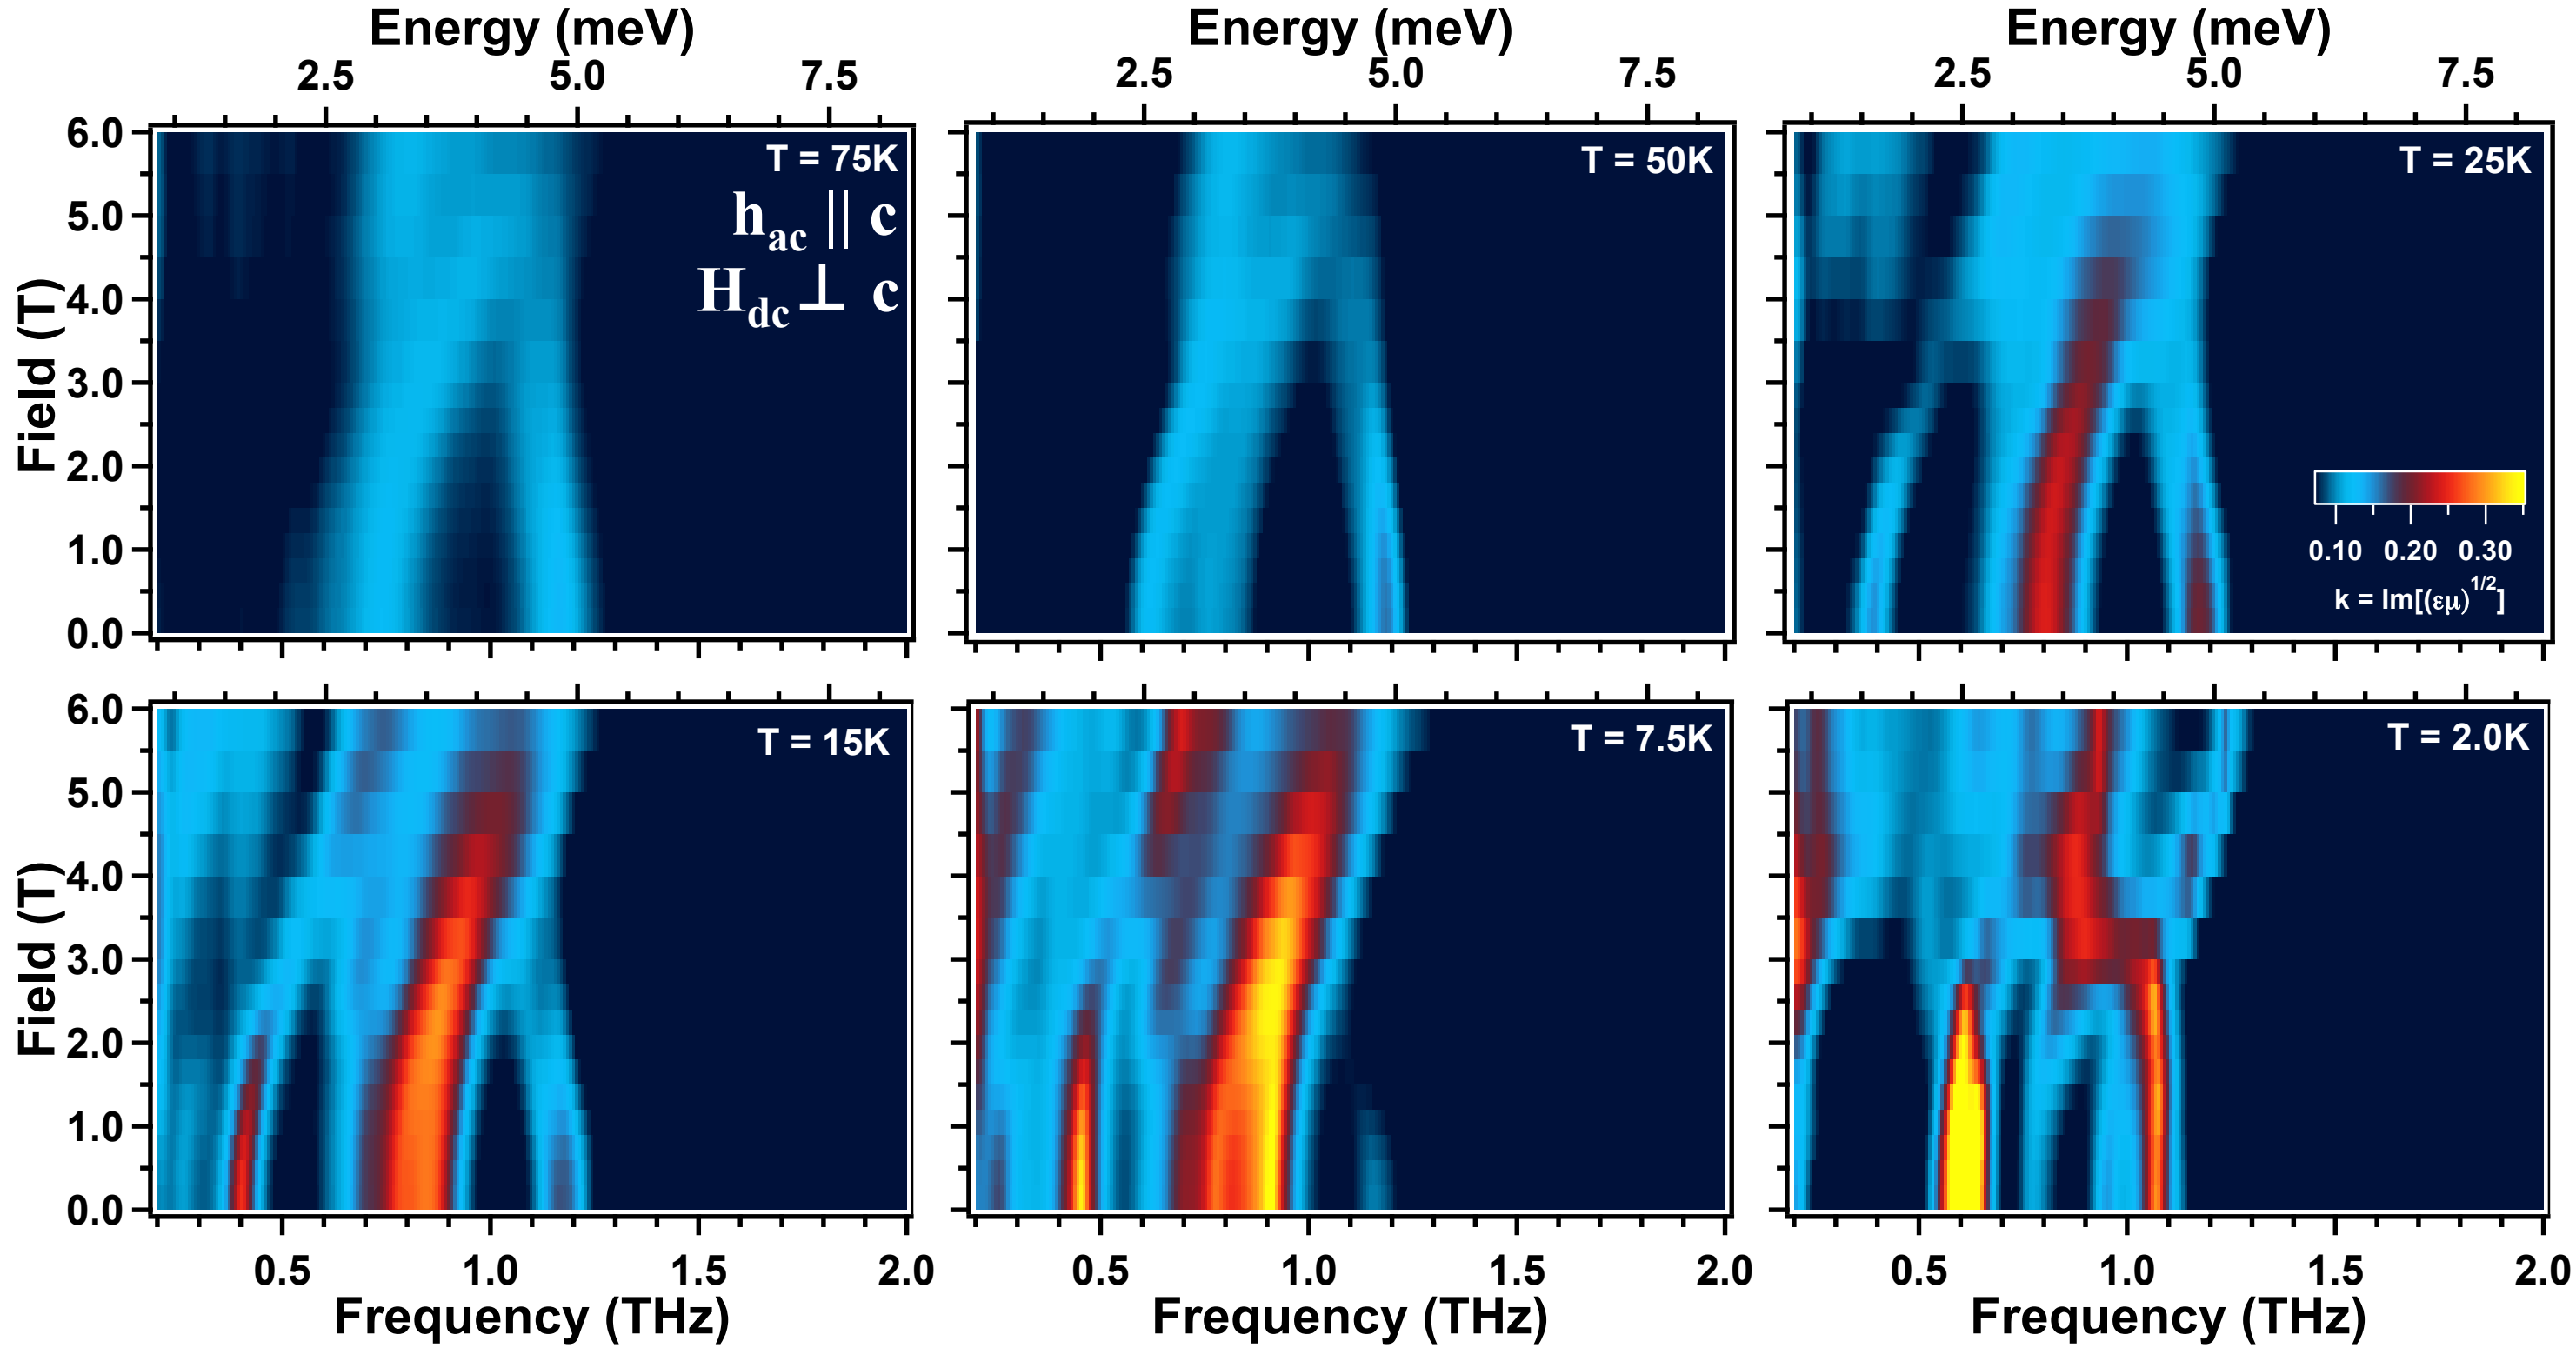 Energy (meV) Energy (meV) Energy (meV)
2.5 5.0 7.5 2.5 5.0 7.5 2.5 5.0 7.5
6.0
5.0
4.0
3.0
2.0
1.0
0.0
Field (T)
T = 75K
hac || c
Hdc ⊥ c
T = 50K
T = 25K
0.10 0.20 0.30
k = Im[(εμ)1/2]
6.0
5.0
4.0
3.0
2.0
1.0
0.0
Field (T)
T = 15K
T = 7.5K
T = 2.0K
0.5 1.0 1.5 2.0 0.5 1.0 1.5 2.0 0.5 1.0 1.5 2.0
Frequency (THz) Frequency (THz) Frequency (THz)